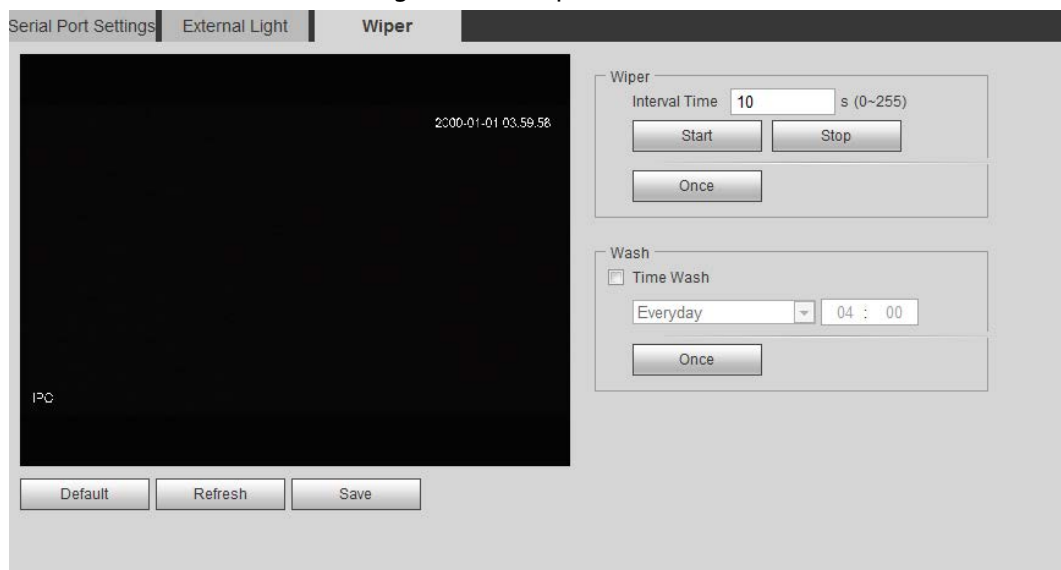 Serial Port Settings External Light Wiper
2000-01-01 03.59.58
IPC
Wiper
Interval Time 10 s (0~255)
Start Stop
Once
Wash
Time Wash
Everyday 04 : 00
Once
Default Refresh Save